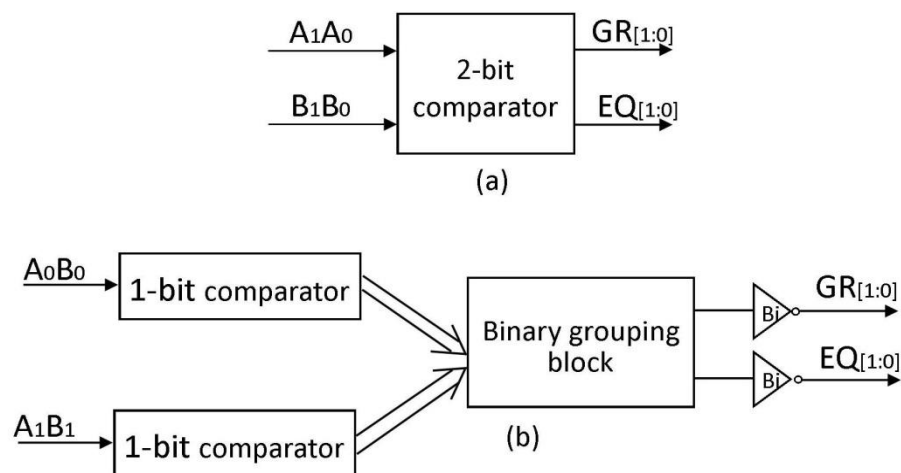 A1A0
GR[1:0]
2-bit
comparator
B1B0
EQ[1:0]
(a)
A0B0
1-bit comparator
Binary grouping
block
Bi
GR[1:0]
Bi
EQ[1:0]
A1B1
1-bit comparator
(b)